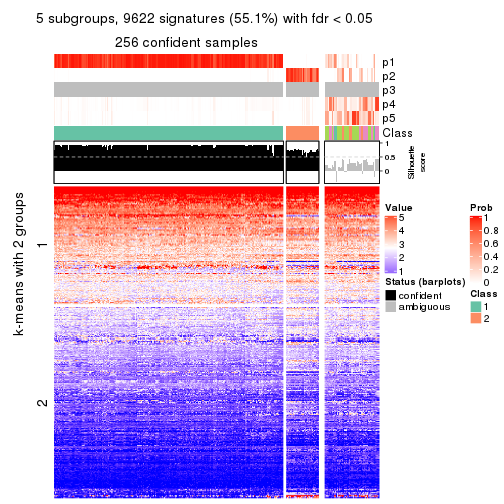 5 subgroups, 9622 signatures (55.1%) with fdr < 0.05
256 confident samples
p1
p2
p3
p4
p5
Class
1
0.5
0
Silhouette
score
k-means with 2 groups
1
2
Value
5
4
3
2
1
Status (barplots)
confident
ambiguous
Prob
1
0.8
0.6
0.4
0.2
0
Class
1
2